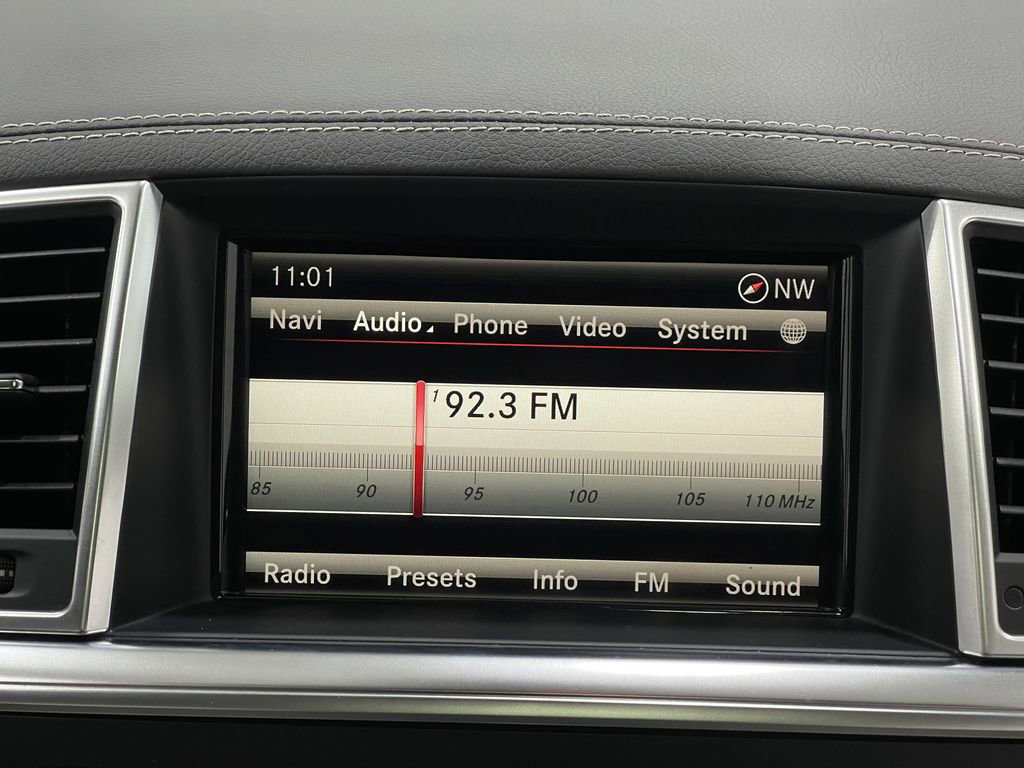 11:01 NW
Navi Audio Phone Video System
1 92.3 FM
85 90 95 100 105 110 MHz
Radio Presets Info FM Sound